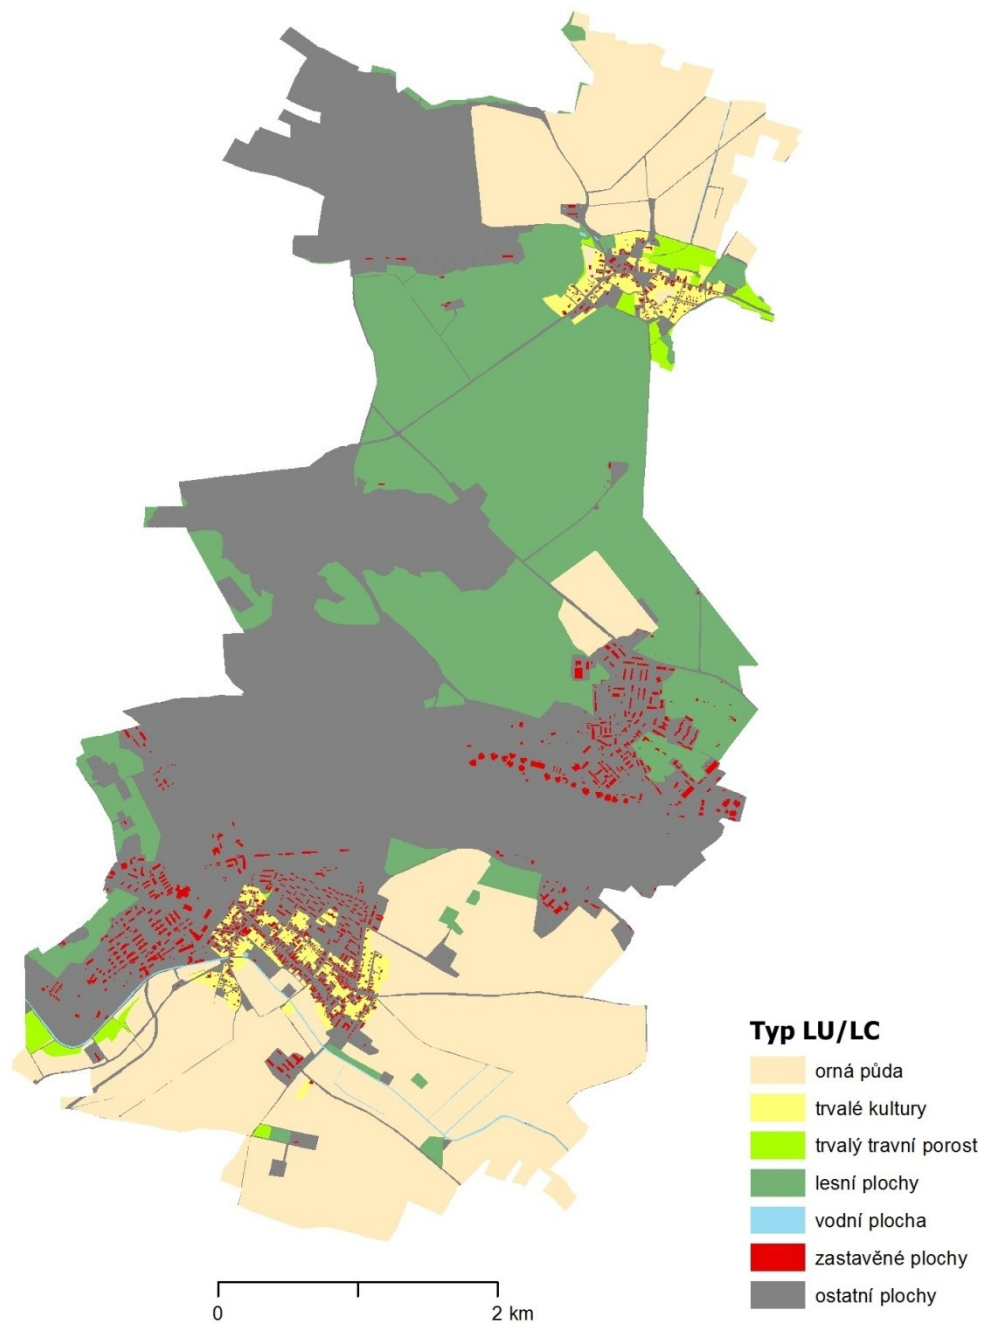 Typ LU/LC
orná půda
trvalé kultury
trvalý travní porost
lesní plochy
vodní plocha
zastavěné plochy
ostatní plochy
0 2 km